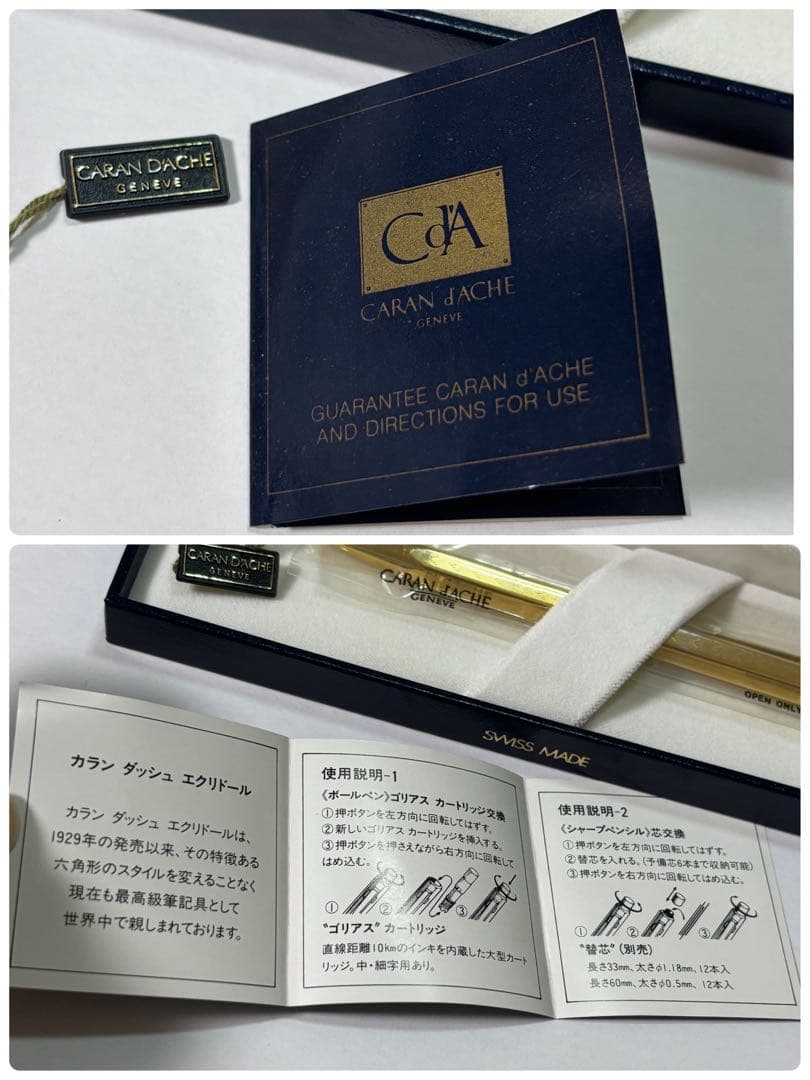 CARAN D'ACHE
GENÈVE
CdA
CARAN d'ACHE
GENÈVE
GUARANTEE CARAN d'ACHE
AND DIRECTIONS FOR USE
CARAN D'ACHE
GENÈVE
CARAN d'ACHE
GENÈVE
OPEN ONLY
SWISS MADE
カラン ダッシュ エクリドール
カラン ダッシュ エクリドールは、
1929年の発売以来、その特徴ある
六角形のスタイルを変えることなく
現在も最高級筆記具として
世界中で親しまれております。
使用説明-1
《ボールペン》ゴリアス カートリッジ交換
①押ボタンを左方向に回転してはずす。
②新しいゴリアス カートリッジを挿入する。
③押ボタンを押さえながら右方向に回転して
はめ込む。
① ② ③
"ゴリアス" カートリッジ
直線距離10kmのインキを内蔵した大型カート
リッジ。中・細字用あり。
使用説明-2
《シャープペンシル》芯交換
①押ボタンを左方向に回転してはずす。
②替芯を入れる。(予備芯6本まで収納可能)
③押ボタンを右方向に回転してはめ込む。
① ② ③
"替芯" (別売)
長さ33mm、太さφ1.18mm、12本入
長さ60mm、太さφ0.5mm、12本入